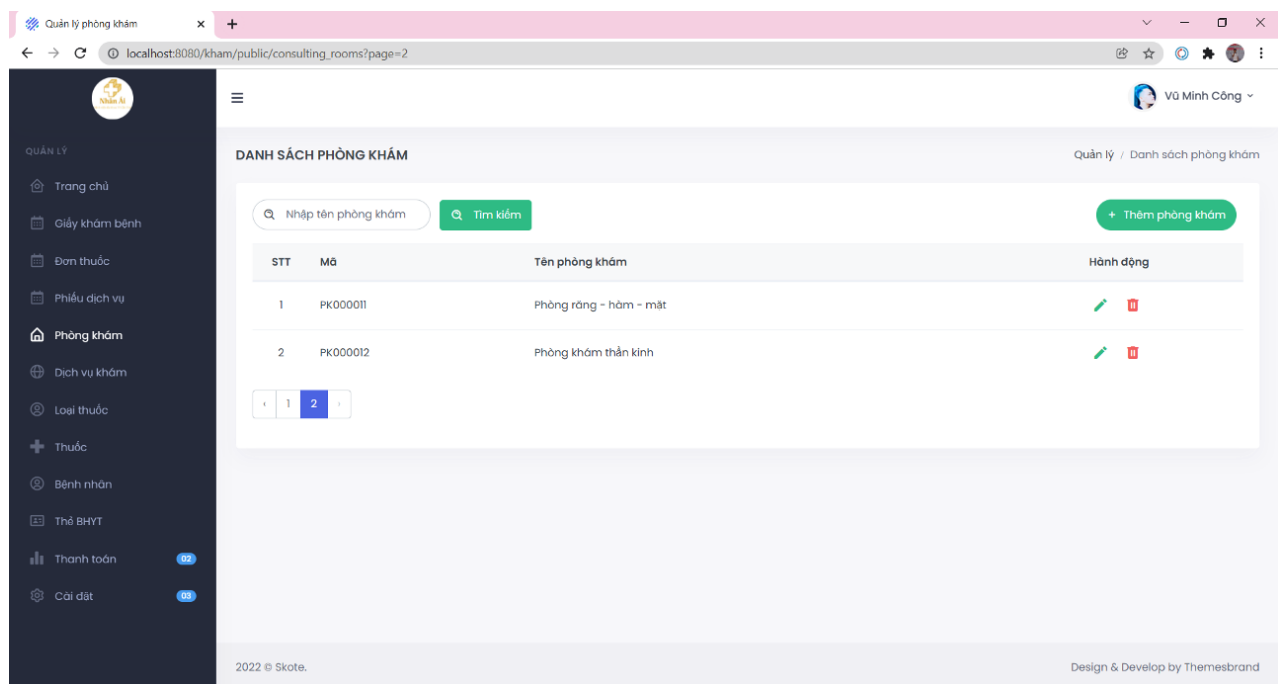 Quản lý phòng khám
localhost:8080/kham/public/consulting_rooms?page=2
Nhân Ái
Vũ Minh Công
QUẢN LÝ
Trang chủ
Giấy khám bệnh
Đơn thuốc
Phiếu dịch vụ
Phòng khám
Dịch vụ khám
Loại thuốc
Thuốc
Bệnh nhân
Thẻ BHYT
Thanh toán 02
Cài đặt 03
DANH SÁCH PHÒNG KHÁM
Quản lý / Danh sách phòng khám
Nhập tên phòng khám Tìm kiếm + Thêm phòng khám
STT Mã Tên phòng khám Hành động
1 PK000011 Phòng răng - hàm - mặt
2 PK000012 Phòng khám thần kinh
‹ 1 2 ›
2022 © Skote. Design & Develop by Themesbrand